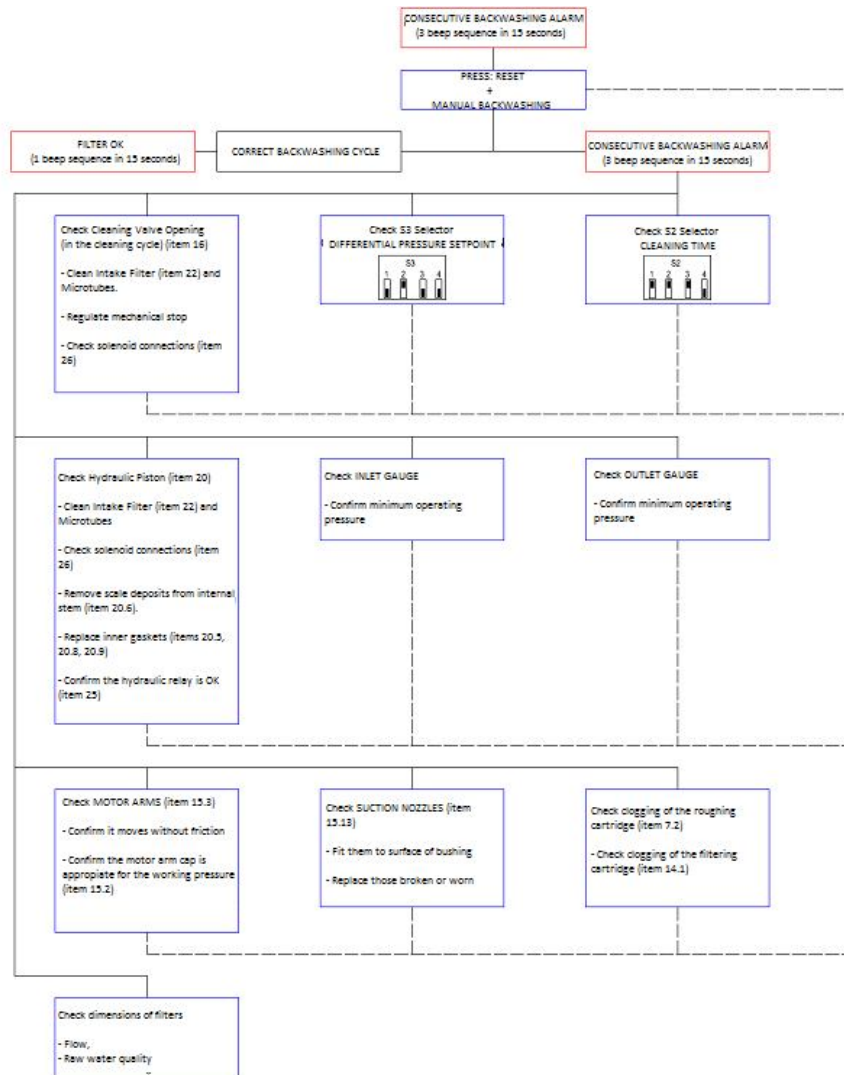 CONSECUTIVE BACKWASHING ALARM
(3 beep sequence in 15 seconds)
PRESS: RESET
+
MANUAL BACKWASHING
FILTER OK
(1 beep sequence in 15 seconds)
CORRECT BACKWASHING CYCLE
CONSECUTIVE BACKWASHING ALARM
(3 beep sequence in 15 seconds)
Check Cleaning Valve Opening
(in the cleaning cycle) (item 16)
- Clean Intake Filter (item 22) and
Microtubes.
- Regulate mechanical stop
- Check solenoid connections (item
26)
Check S3 Selector
DIFFERENTIAL PRESSURE SETPOINT
S3
1 2 3 4
Check S2 Selector
CLEANING TIME
S2
1 2 3 4
Check Hydraulic Piston (item 20)
- Clean Intake Filter (item 22) and
Microtubes
- Check solenoid connections (item
26)
- Remove scale deposits from internal
stem (item 20.6).
- Replace inner gaskets (items 20.5,
20.8, 20.9)
- Confirm the hydraulic relay is OK
(item 25)
Check INLET GAUGE
- Confirm minimum operating
pressure
Check OUTLET GAUGE
- Confirm minimum operating
pressure
Check MOTOR ARMS (item 15.3)
- Confirm it moves without friction
- Confirm the motor arm cap is
appropiate for the working pressure
(item 15.2)
Check SUCTION NOZZLES (item
15.13)
- Fit them to surface of bushing
- Replace those broken or worn
Check clogging of the roughing
cartridge (item 7.2)
- Check clogging of the filtering
cartridge (item 14.1)
Check dimensions of filters
- Flow,
- Raw water quality